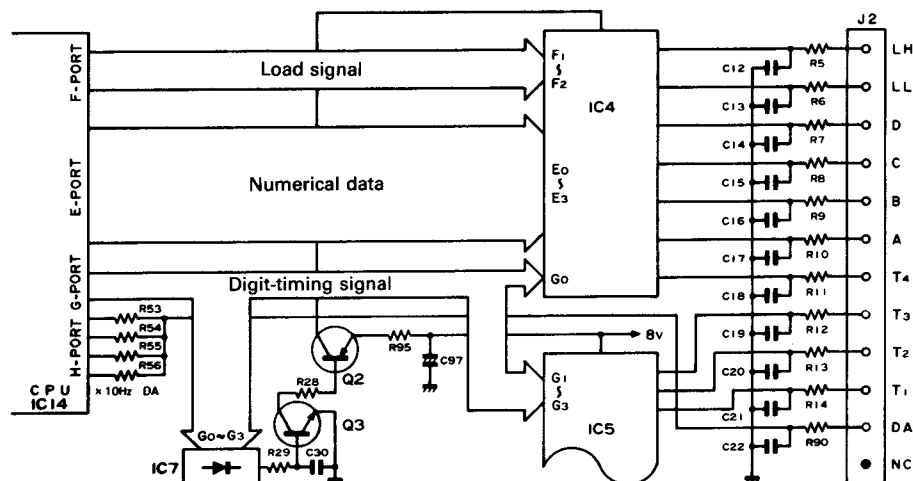 J2
F-PORT
Load signal
F1
∫
F2
IC4
C12
R5
LH
C13
R6
LL
C14
R7
D
E-PORT
Numerical data
E0
∫
E3
C15
R8
C
C16
R9
B
C17
R10
A
G-PORT
Digit-timing signal
G0
C18
R11
T4
H-PORT
R53
R54
R55
R56
×10Hz DA
CPU
IC14
R95
C97
8V
C19
R12
T3
Q2
R28
Q3
G1
∫
G3
IC5
C20
R13
T2
C21
R14
T1
C22
R90
DA
G0~G3
IC7
R29
C30
NC